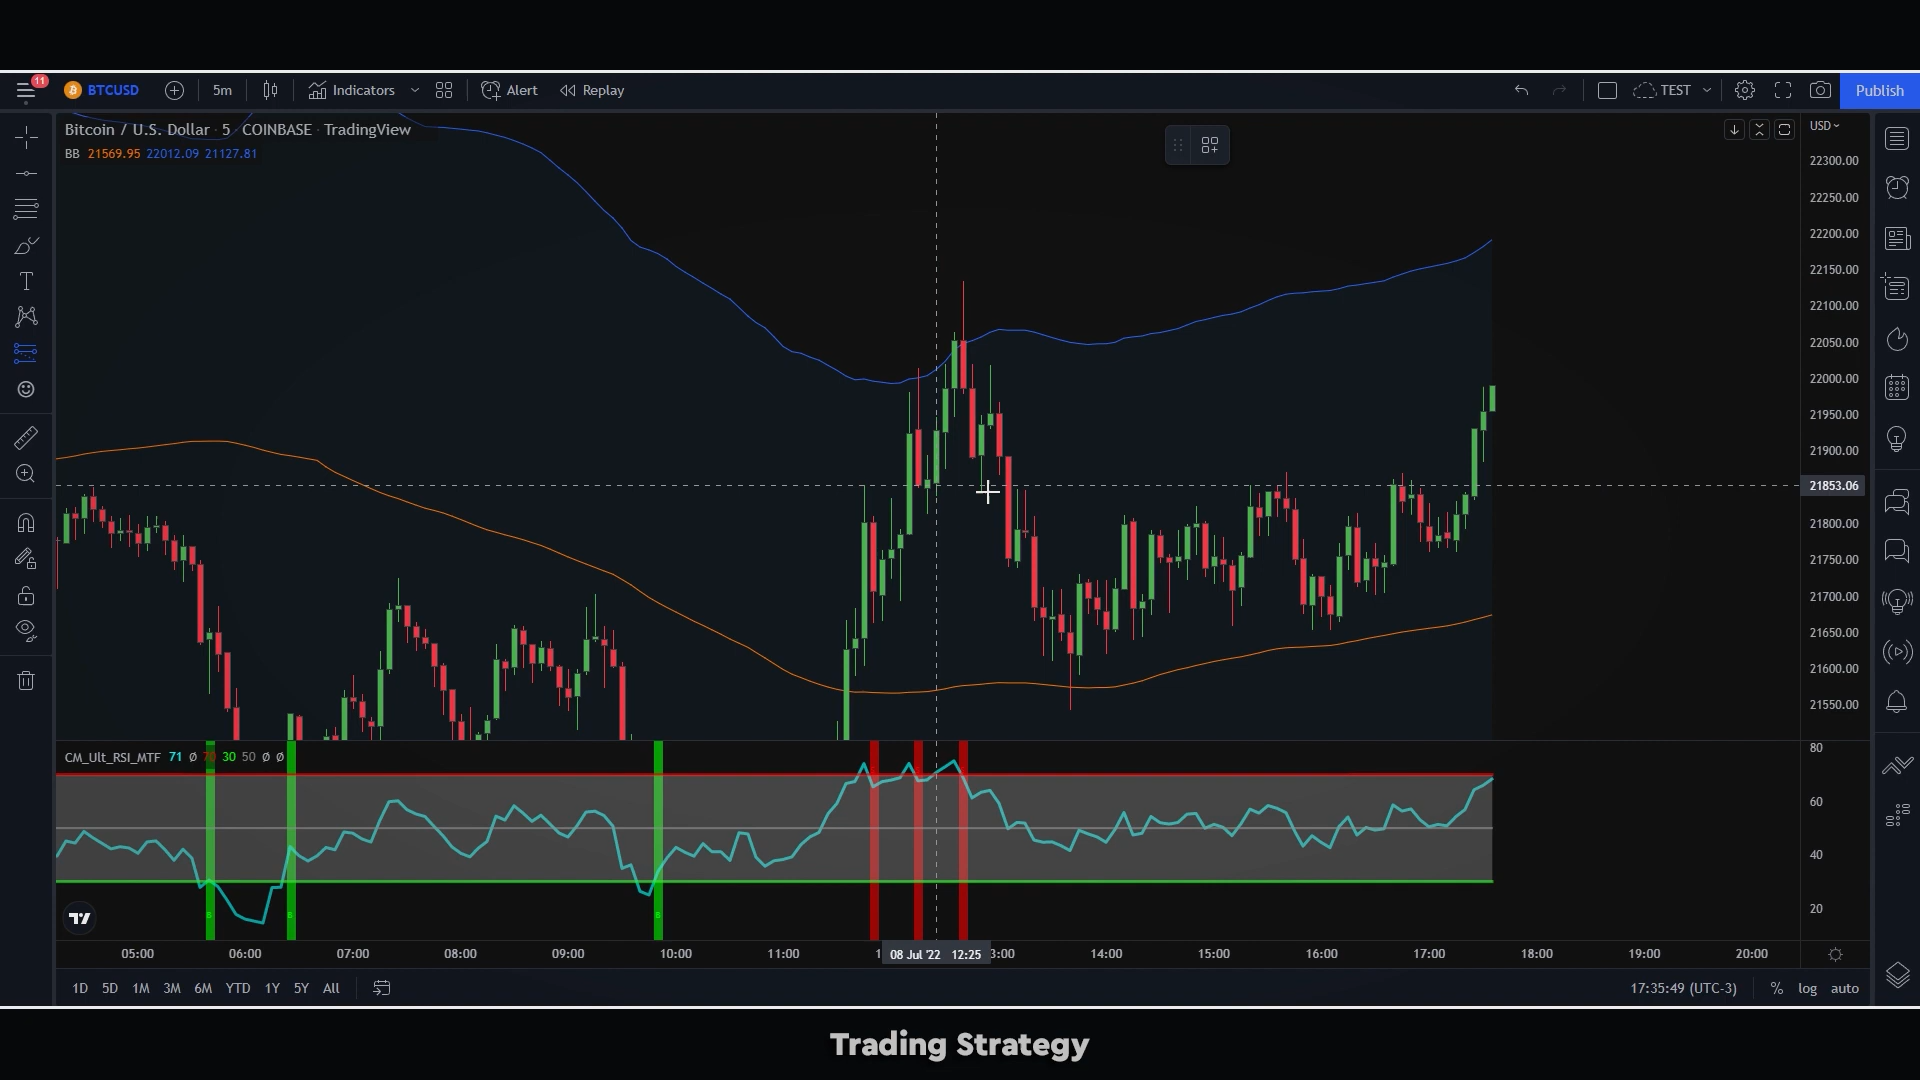 11
BTCUSD 5m Indicators Alert Replay TEST Publish
Bitcoin / U.S. Dollar · 5 · COINBASE · TradingView
BB 21569.95 22012.09 21127.81
USD
22300.00
22250.00
22200.00
22150.00
22100.00
22050.00
22000.00
21950.00
21900.00
21853.06
21800.00
21750.00
21700.00
21650.00
21600.00
21550.00
CM_Ult_RSI_MTF 71 Ø 70 30 50 Ø Ø
80
60
40
20
B B B
05:00 06:00 07:00 08:00 09:00 10:00 11:00 1 08 Jul '22 12:25 3:00 14:00 15:00 16:00 17:00 18:00 19:00 20:00
1D 5D 1M 3M 6M YTD 1Y 5Y All 17:35:49 (UTC-3) % log auto
Trading Strategy